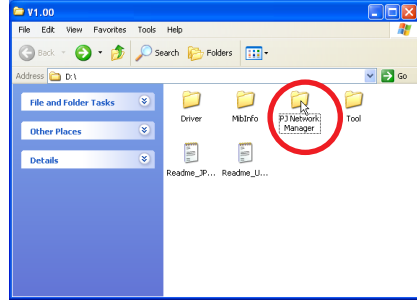 V1.00
File Edit View Favorites Tools Help
Back Search Folders
Address D:\ Go
File and Folder Tasks
Other Places
Details
Driver MibInfo PJ Network Manager Tool
Readme_JP... Readme_U...